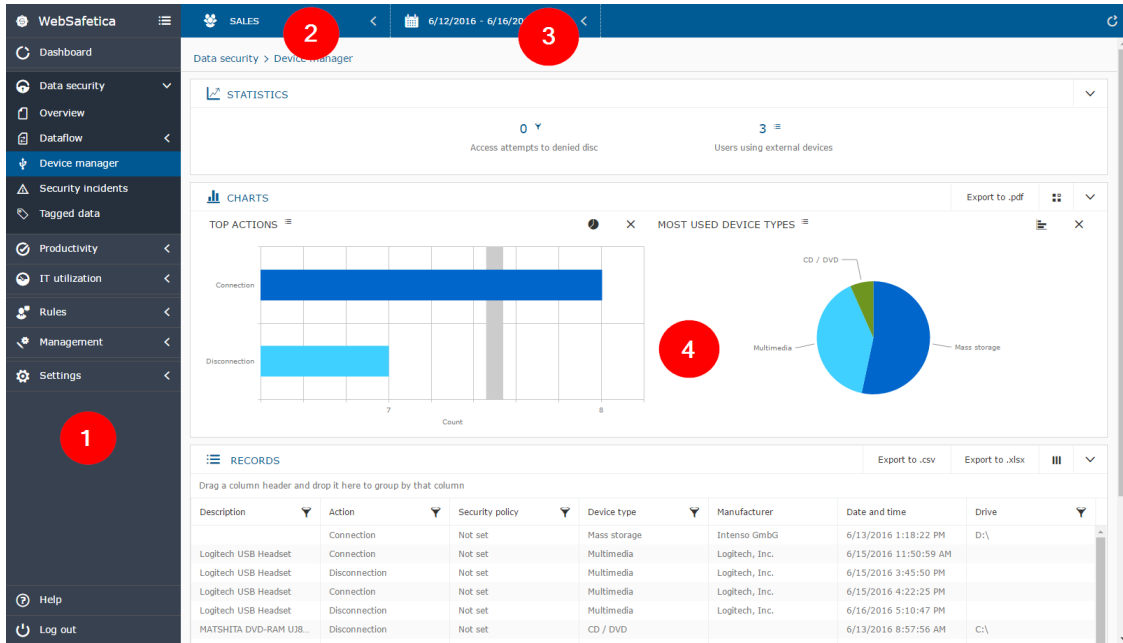 WebSafetica
SALES
6/12/2016 - 6/16/20
2
3
Dashboard
Data security > Device manager
Data security
Overview
Dataflow
Device manager
Security incidents
Tagged data
Productivity
IT utilization
Rules
Management
Settings
1
Help
Log out
STATISTICS
0
3
Access attempts to denied disc
Users using external devices
CHARTS
Export to .pdf
TOP ACTIONS
MOST USED DEVICE TYPES
Connection
Disconnection
7
8
Count
4
CD / DVD
Multimedia
Mass storage
RECORDS
Export to .csv
Export to .xlsx
Drag a column header and drop it here to group by that column
Description Action Security policy Device type Manufacturer Date and time Drive
Connection Not set Mass storage Intenso GmbG 6/13/2016 1:18:22 PM D:\
Logitech USB Headset Connection Not set Multimedia Logitech, Inc. 6/15/2016 11:50:59 AM
Logitech USB Headset Disconnection Not set Multimedia Logitech, Inc. 6/15/2016 3:45:50 PM
Logitech USB Headset Connection Not set Multimedia Logitech, Inc. 6/15/2016 4:22:25 PM
Logitech USB Headset Disconnection Not set Multimedia Logitech, Inc. 6/16/2016 5:10:47 PM
MATSHITA DVD-RAM UJ8... Disconnection Not set CD / DVD 6/13/2016 8:57:56 AM C:\